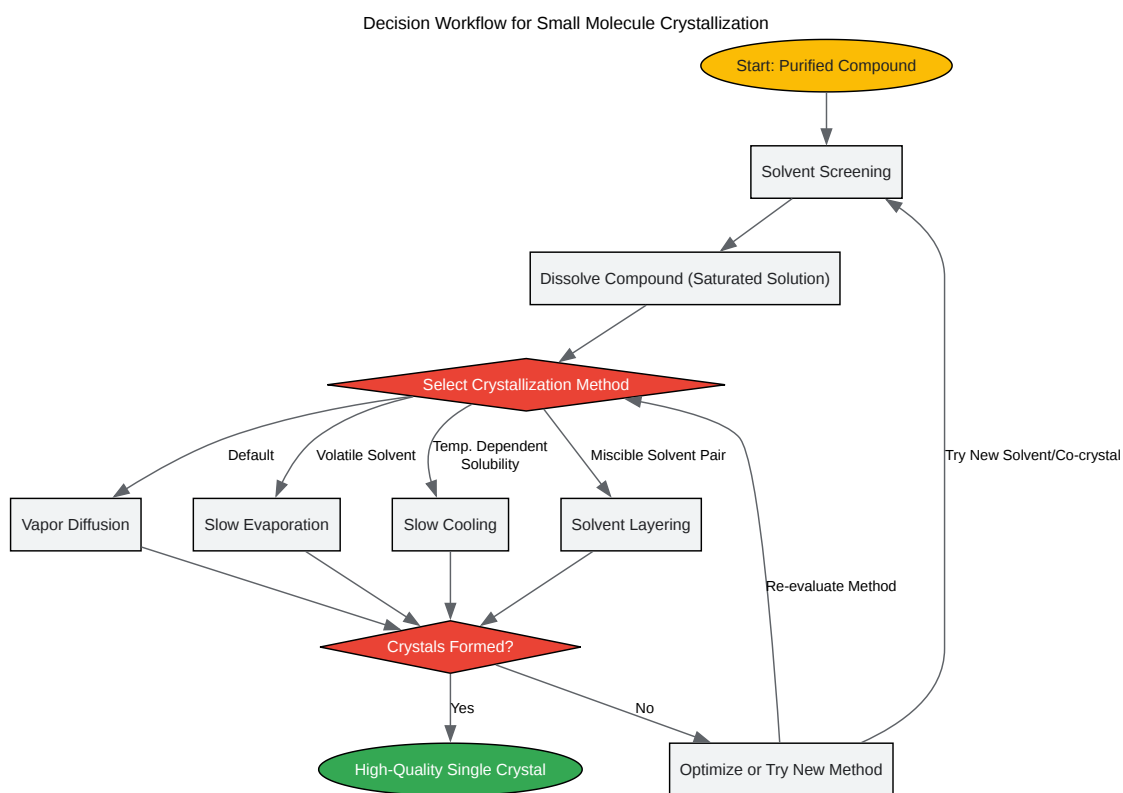 Decision Workflow for Small Molecule Crystallization
Start: Purified Compound
Solvent Screening
Dissolve Compound (Saturated Solution)
Select Crystallization Method
Default
Volatile Solvent
Temp. Dependent
Solubility
Miscible Solvent Pair
Try New Solvent/Co-crystal
Vapor Diffusion
Slow Evaporation
Slow Cooling
Solvent Layering
Re-evaluate Method
Crystals Formed?
Yes
No
High-Quality Single Crystal
Optimize or Try New Method